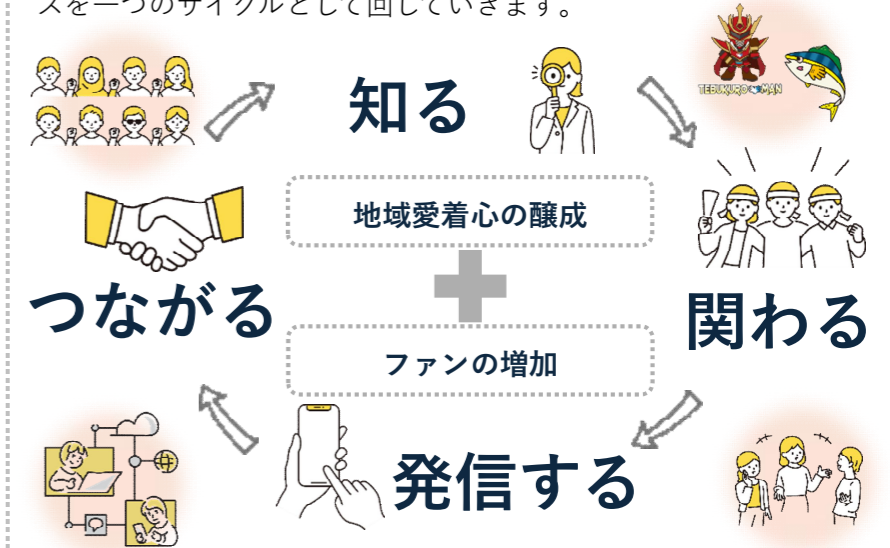 スを一つのサイクルとして回していきます。
知る
TEBUKURO MAN
地域愛着心の醸成
つながる
関わる
ファンの増加
発信する